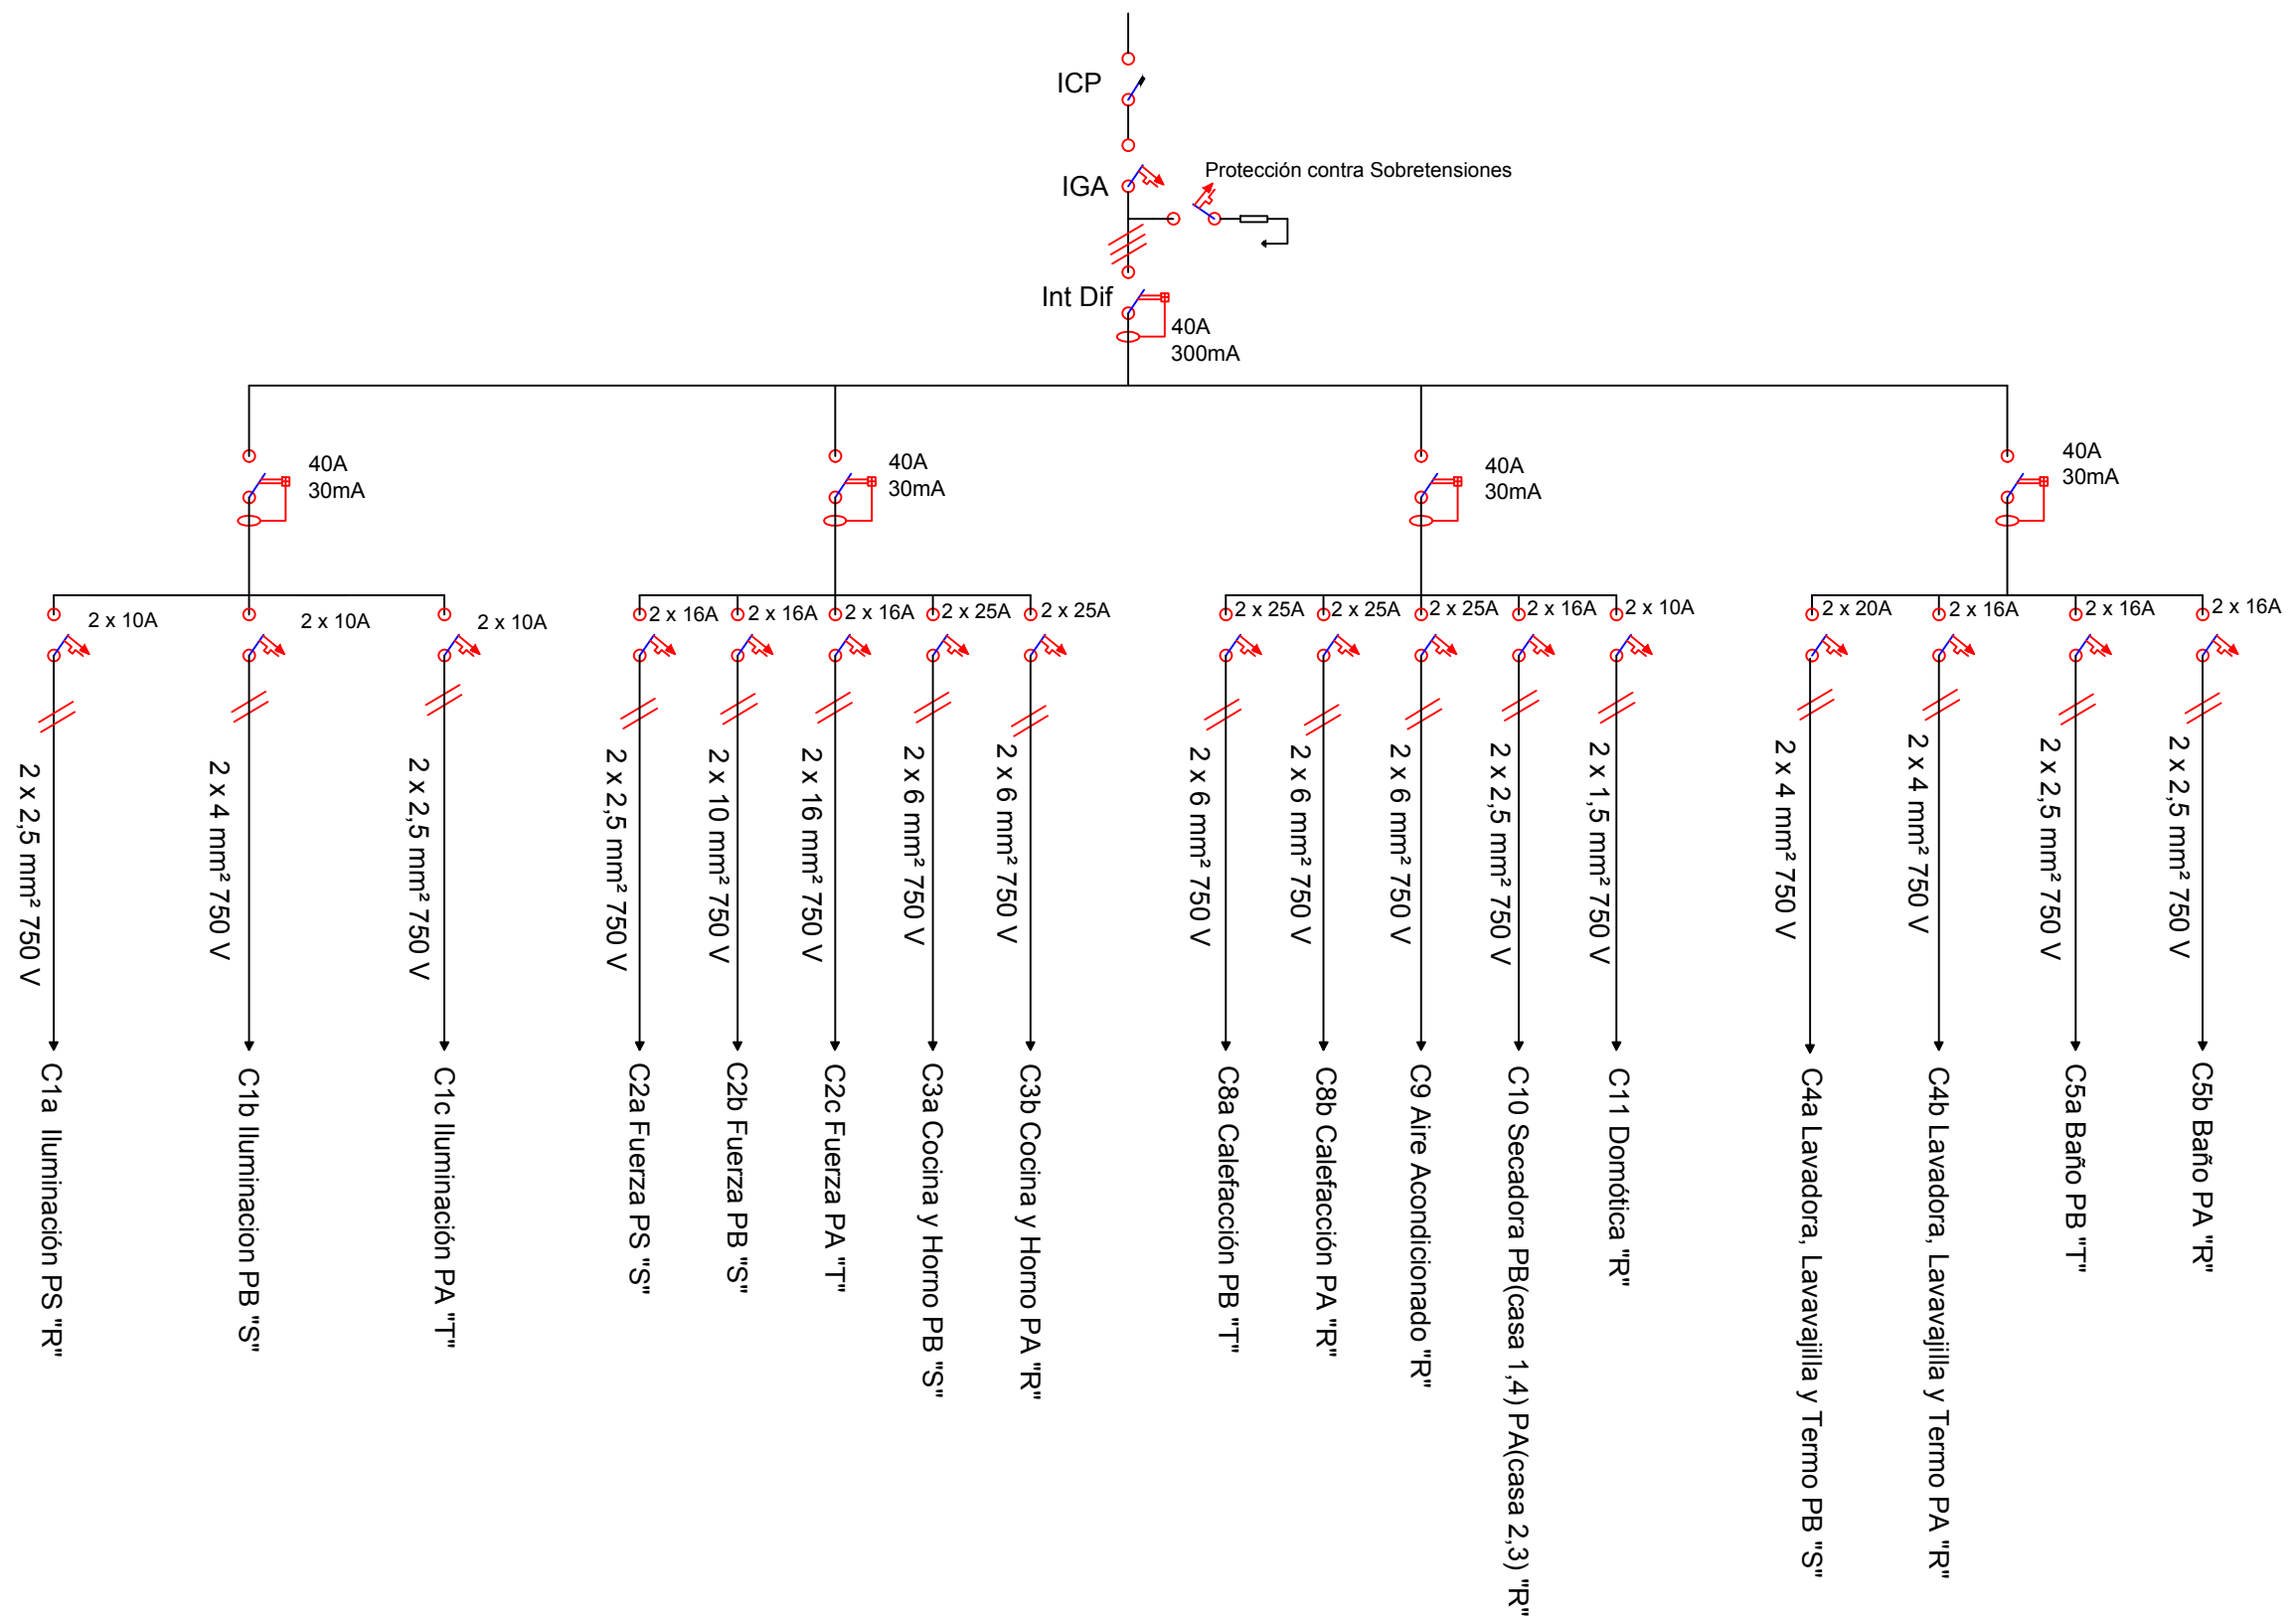 ICP
IGA
Protección contra Sobretensiones
Int Dif
40A
300mA
40A
30mA
40A
30mA
40A
30mA
40A
30mA
2 x 10A
2 x 10A
2 x 10A
2 x 16A
2 x 16A
2 x 16A
2 x 25A
2 x 25A
2 x 25A
2 x 25A
2 x 25A
2 x 16A
2 x 10A
2 x 20A
2 x 16A
2 x 16A
2 x 16A
2 x 2,5 mm² 750 V
2 x 4 mm² 750 V
2 x 2,5 mm² 750 V
2 x 2,5 mm² 750 V
2 x 10 mm² 750 V
2 x 16 mm² 750 V
2 x 6 mm² 750 V
2 x 6 mm² 750 V
2 x 6 mm² 750 V
2 x 6 mm² 750 V
2 x 6 mm² 750 V
2 x 2,5 mm² 750 V
2 x 1,5 mm² 750 V
2 x 4 mm² 750 V
2 x 4 mm² 750 V
2 x 2,5 mm² 750 V
2 x 2,5 mm² 750 V
C1a Iluminación PS "R"
C1b Iluminacion PB "S"
C1c Iluminación PA "T"
C2a Fuerza PS "S"
C2b Fuerza PB "S"
C2c Fuerza PA "T"
C3a Cocina y Horno PB "S"
C3b Cocina y Horno PA "R"
C8a Calefacción PB "T"
C8b Calefacción PA "R"
C9 Aire Acondicionado "R"
C10 Secadora PB(casa 1,4) PA(casa 2,3) "R"
C11 Domótica "R"
C4a Lavadora, Lavavajilla y Termo PB "S"
C4b Lavadora, Lavavajilla y Termo PA "R"
C5a Baño PB "T"
C5b Baño PA "R"